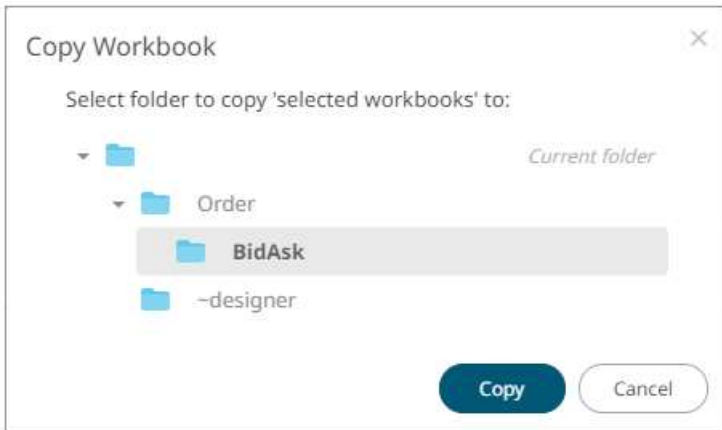 Copy Workbook
Select folder to copy 'selected workbooks' to:
Current folder
Order
BidAsk
~designer
Copy Cancel